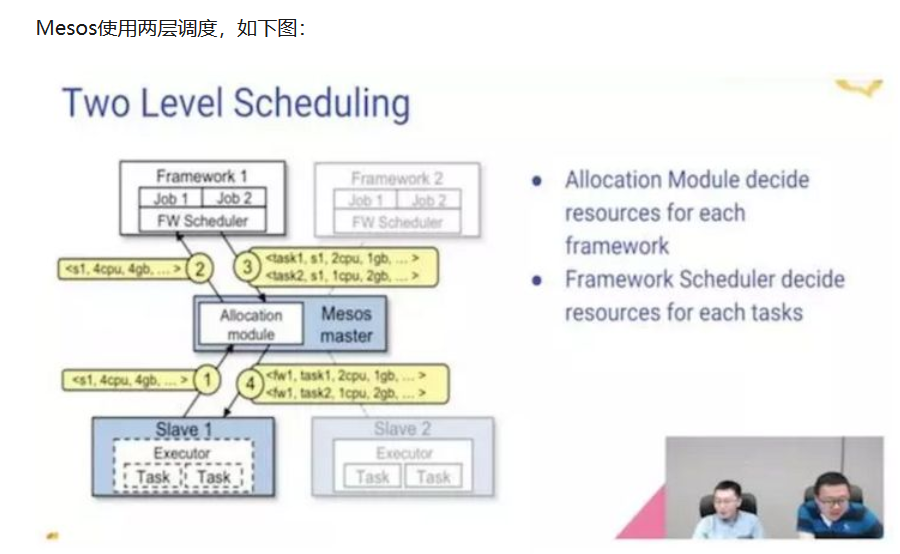 Mesos使用两层调度，如下图：
Two Level Scheduling
Framework 1
Job 1 Job 2
FW Scheduler
Framework 2
Job 1 Job 2
FW Scheduler
<s1, 4cpu, 4gb, ... >
2
3
<task1, s1, 2cpu, 1gb, ... >
<task2, s1, 1cpu, 2gb, ... >
Allocation
module
Mesos
master
<s1, 4cpu, 4gb, ... >
1
4
<fw1, task1, 2cpu, 1gb, ... >
<fw1, task2, 1cpu, 2gb, ... >
Slave 1
Executor
Task Task
Slave 2
Executor
Task Task
● Allocation Module decide
resources for each
framework
● Framework Scheduler decide
resources for each tasks